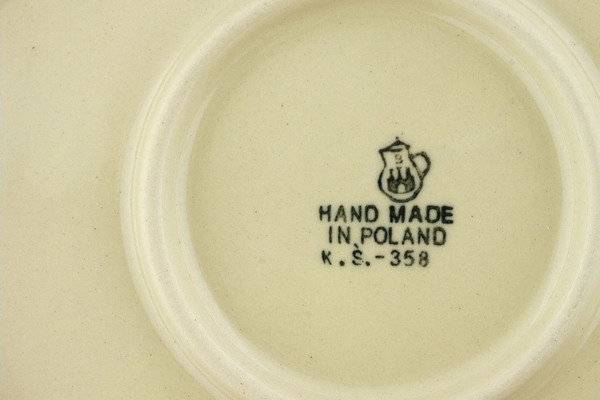 B
HAND MADE
IN POLAND
K.S.-358